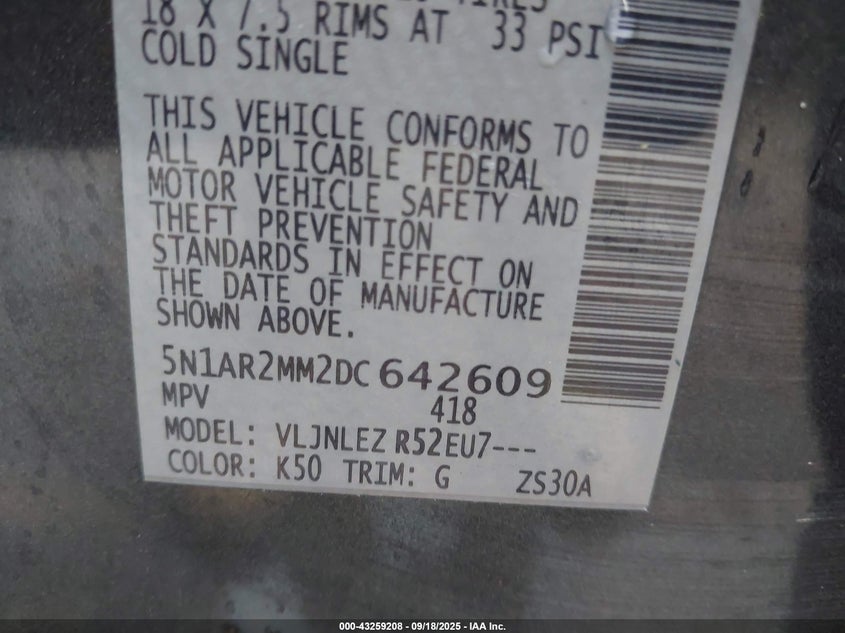 18 X 7.5 RIMS AT 33 PSI
COLD SINGLE
THIS VEHICLE CONFORMS TO
ALL APPLICABLE FEDERAL
MOTOR VEHICLE SAFETY AND
THEFT PREVENTION
STANDARDS IN EFFECT ON
THE DATE OF MANUFACTURE
SHOWN ABOVE.
5N1AR2MM2DC 642609
MPV 418
MODEL: VLJNLEZ R52EU7---
COLOR: K50 TRIM: G ZS30A
000-43259208 - 09/18/2025 - IAA Inc.